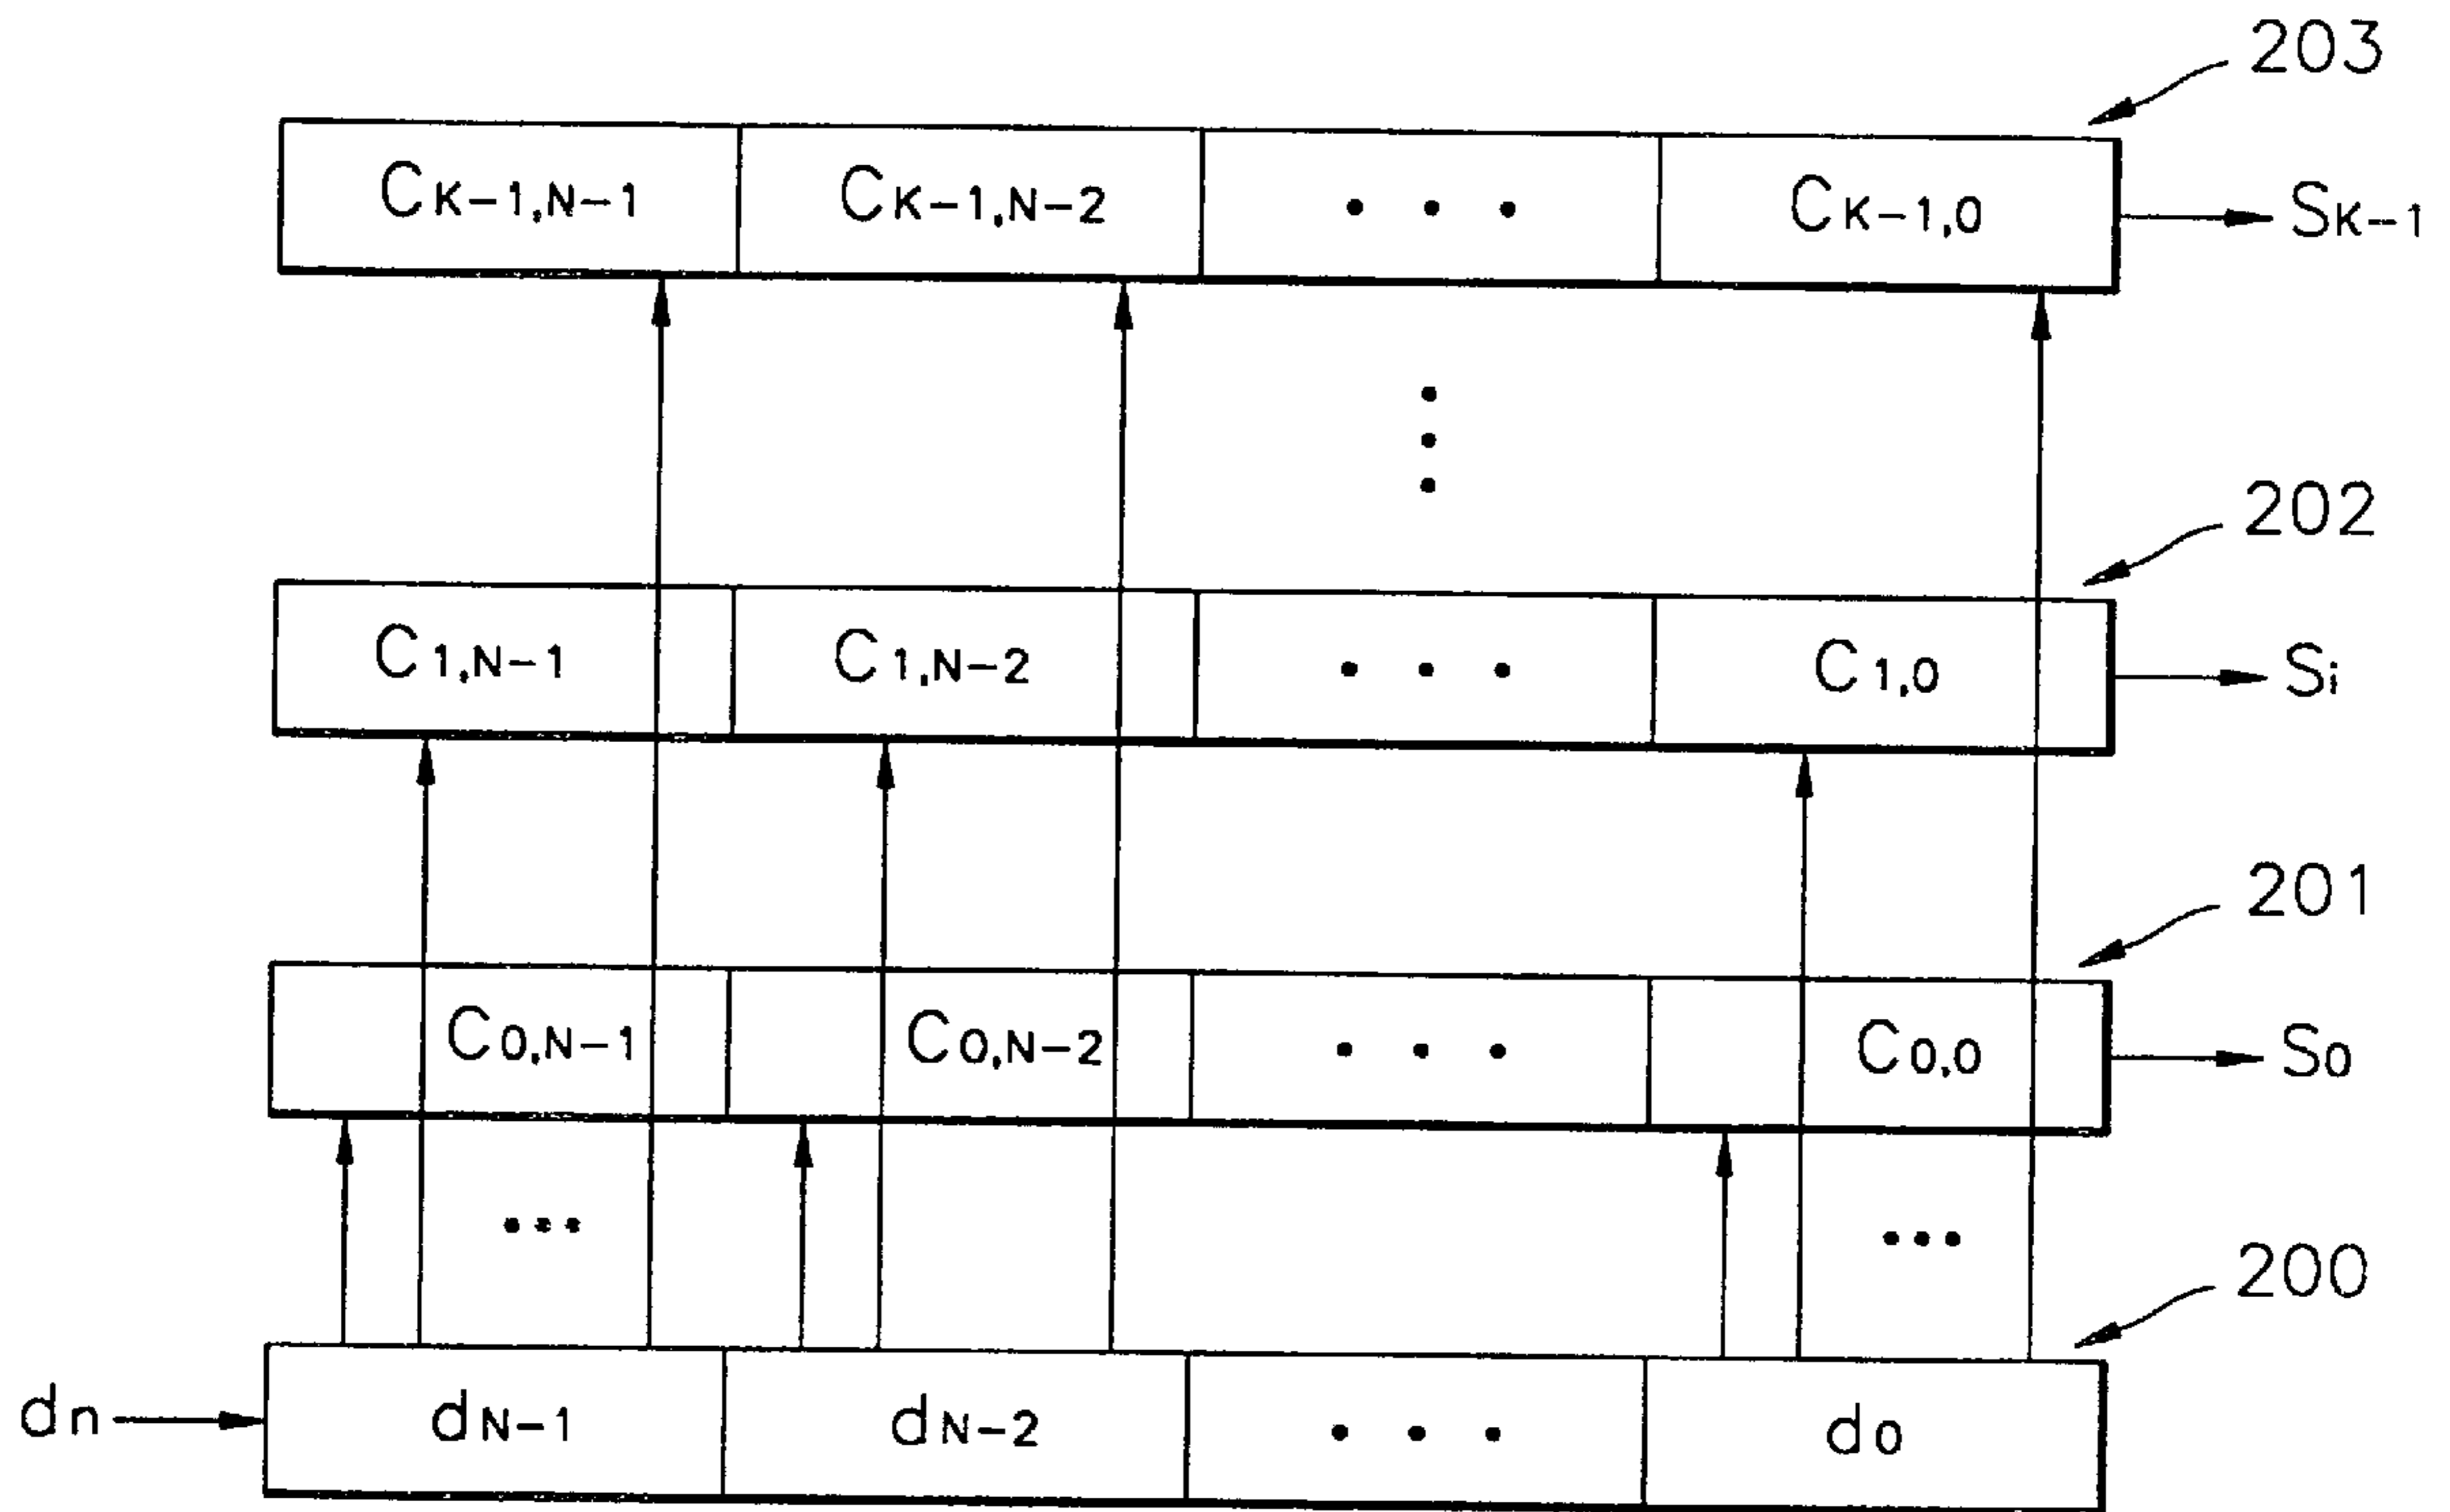 203
CK-1,N-1 CK-1,N-2 • • • CK-1,0 SK-1
202
C1,N-1 C1,N-2 • • • C1,0 Si
201
C0,N-1 C0,N-2 • • • C0,0 S0
••• •••
200
dn dN-1 dN-2 • • • d0